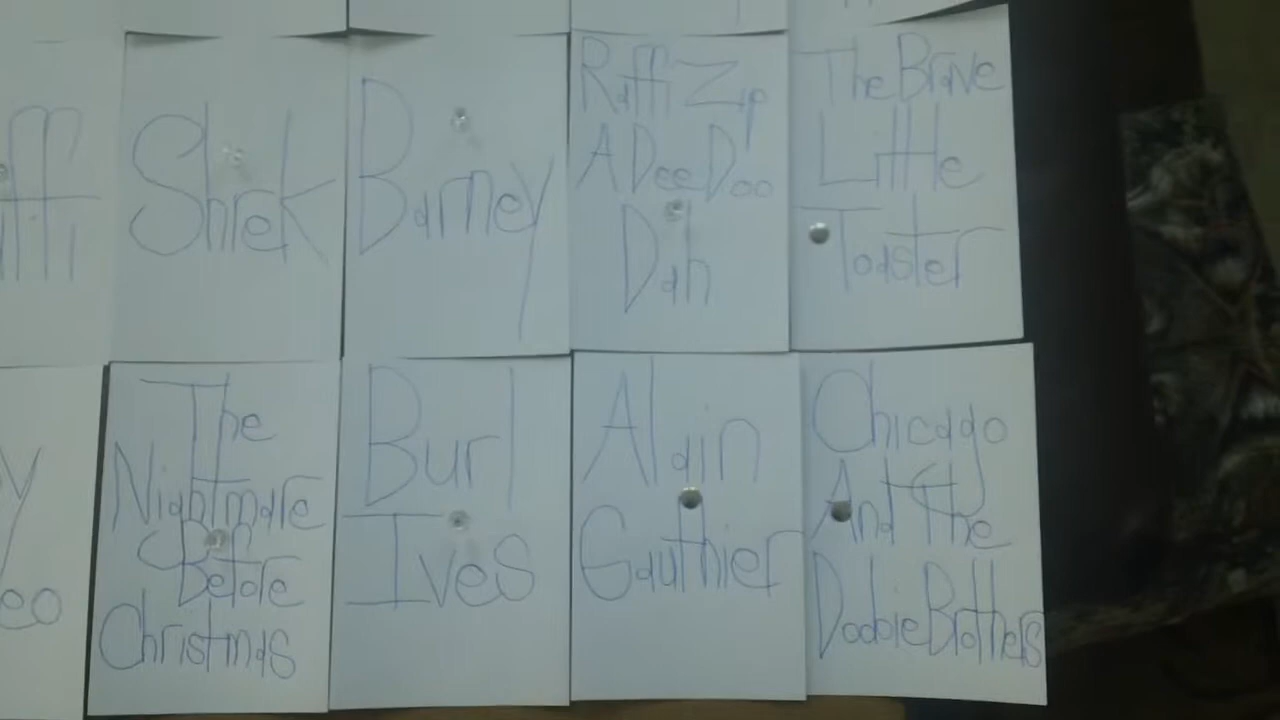 Shrek
Barney
Raffi Zip
A Dee Doo
Dah
The Brave
Little
Toaster
The
Nightmare
Before
Christmas
Burl
Ives
Alain
Gauthier
Chicago
And The
Doobie Brothers